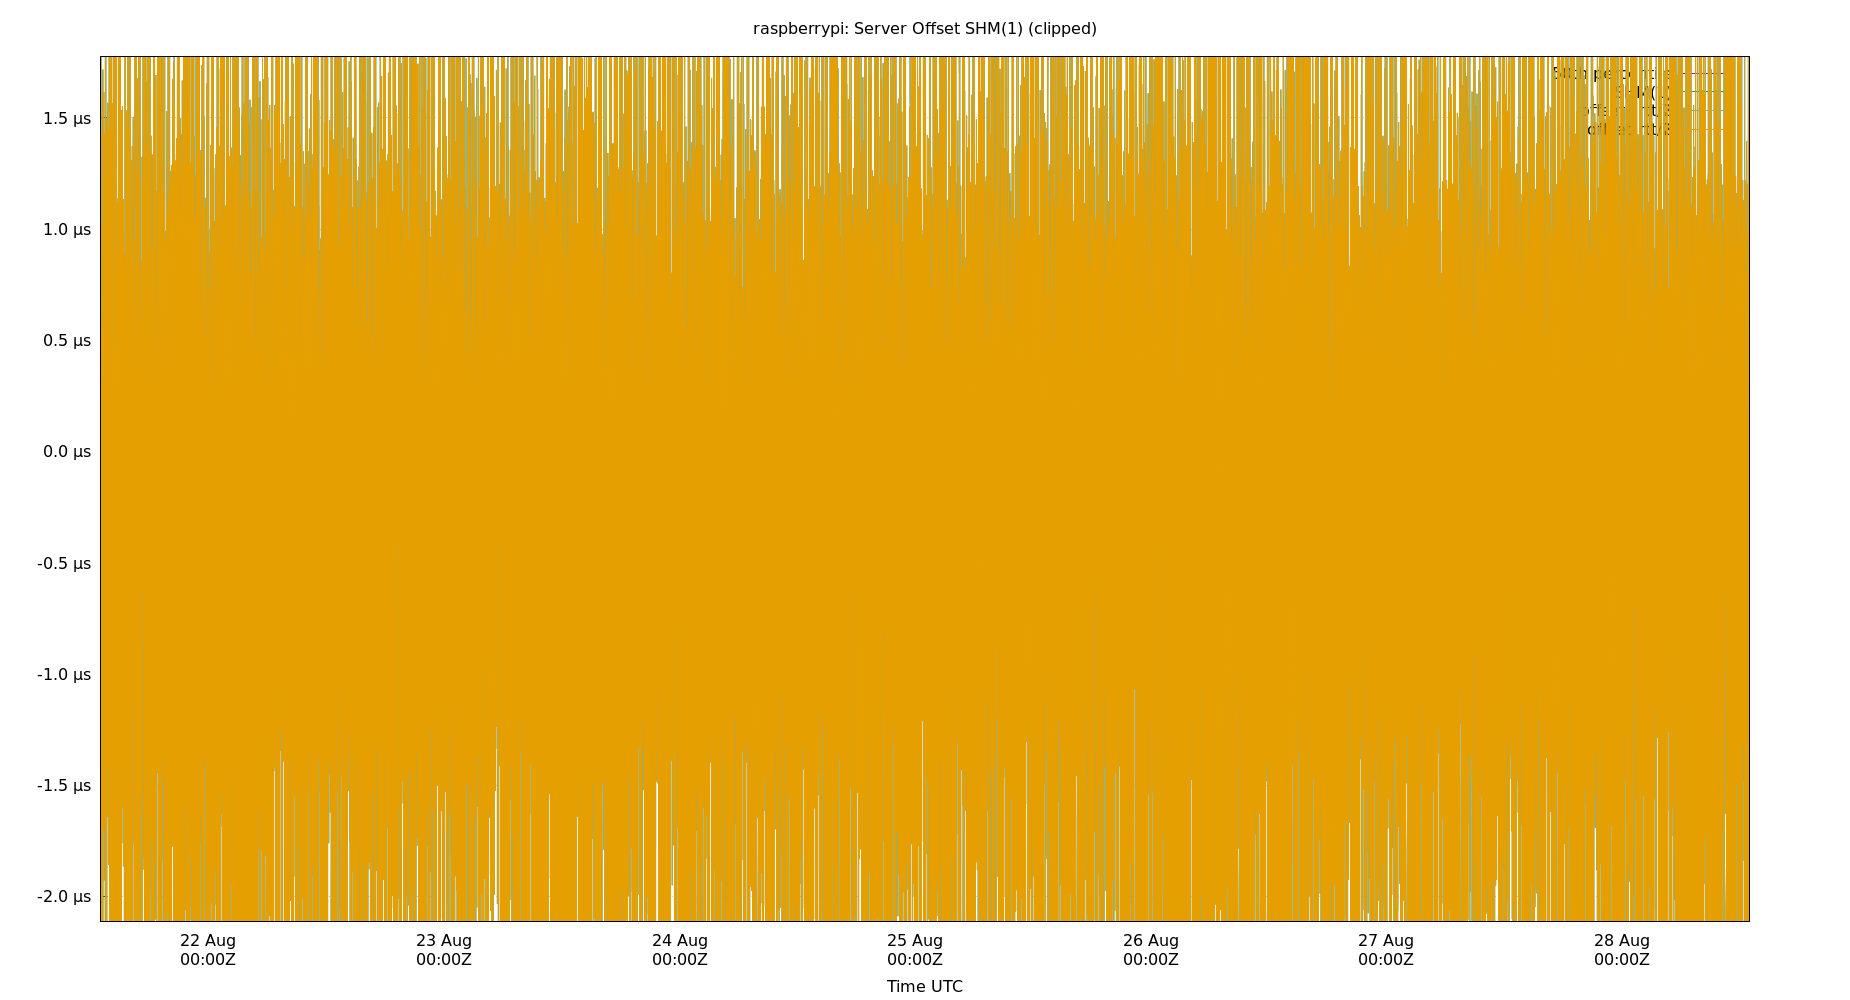 raspberrypi: Server Offset SHM(1) (clipped)
1.5 µs
1.0 µs
0.5 µs
0.0 µs
-0.5 µs
-1.0 µs
-1.5 µs
-2.0 µs
22 Aug 23 Aug 24 Aug 25 Aug 26 Aug 27 Aug 28 Aug
00:00Z 00:00Z 00:00Z 00:00Z 00:00Z 00:00Z 00:00Z
Time UTC